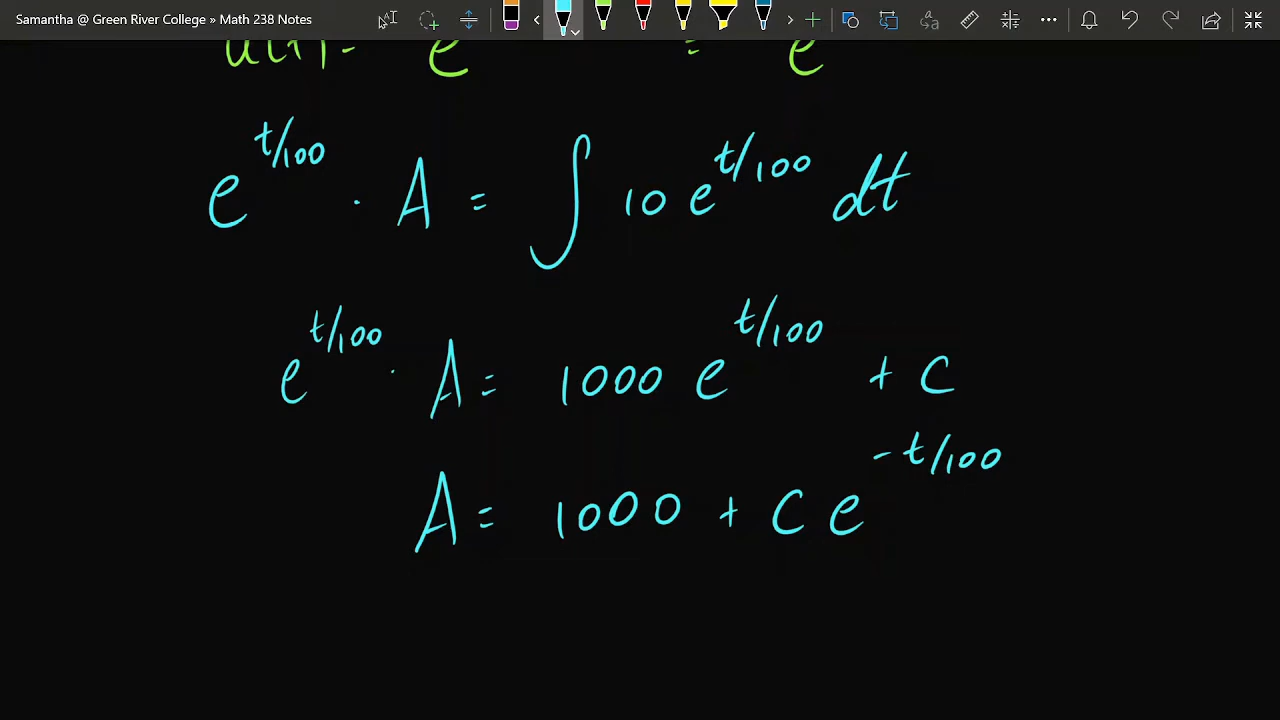 Samantha @ Green River College » Math 238 Notes
= e = e
e^{t/100} · A = ∫ 10 e^{t/100} dt
e^{t/100} · A = 1000 e^{t/100} + C
A = 1000 + C e^{-t/100}